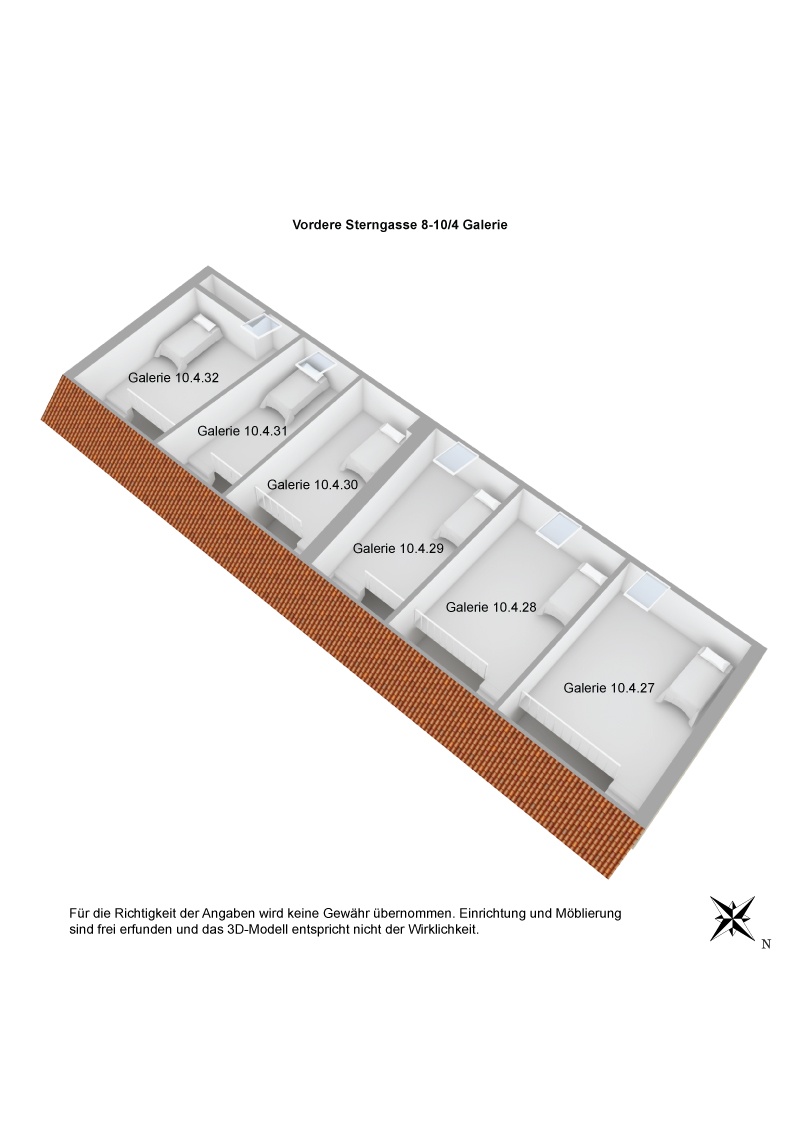 Vordere Sterngasse 8-10/4 Galerie
Galerie 10.4.32
Galerie 10.4.31
Galerie 10.4.30
Galerie 10.4.29
Galerie 10.4.28
Galerie 10.4.27
Für die Richtigkeit der Angaben wird keine Gewähr übernommen. Einrichtung und Möblierung
sind frei erfunden und das 3D-Modell entspricht nicht der Wirklichkeit.
N